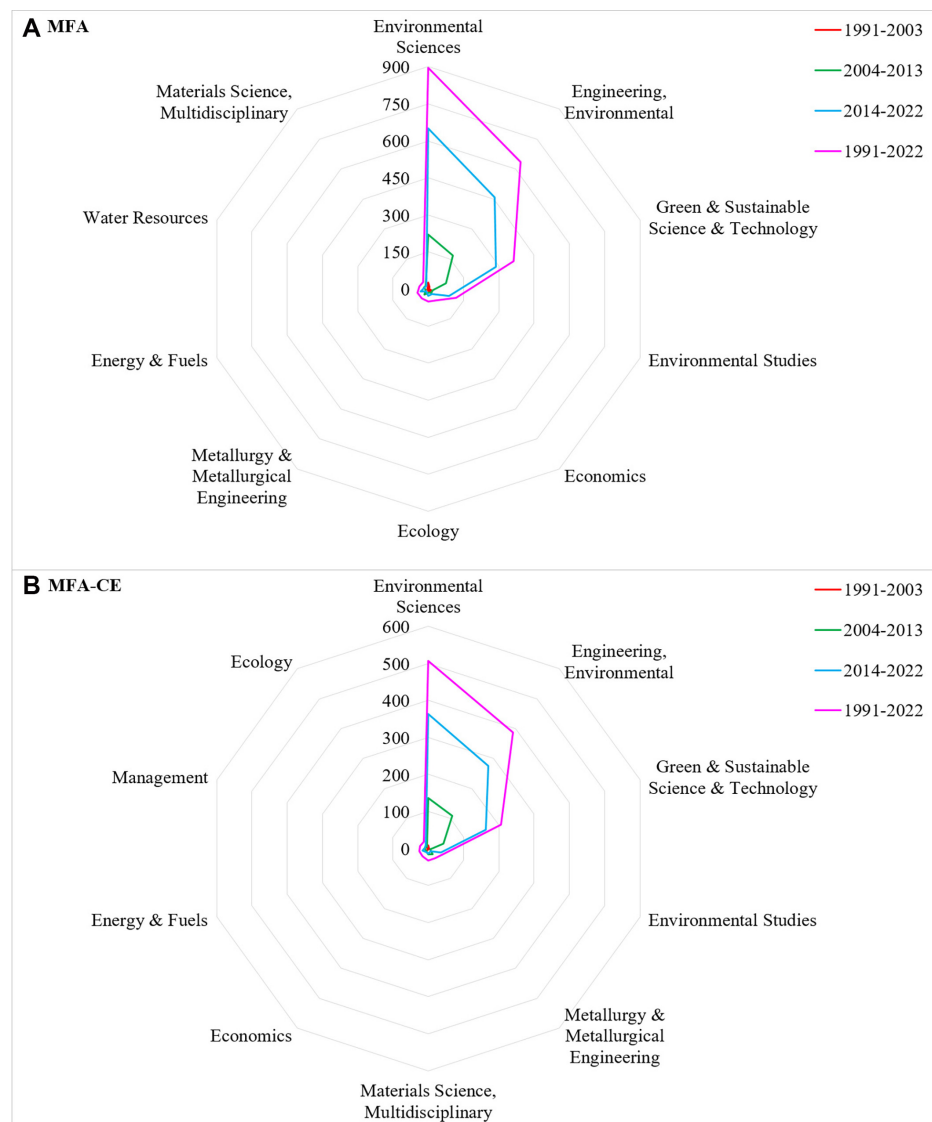 A MFA
Environmental
Sciences
1991-2003
2004-2013
2014-2022
1991-2022
900
750
600
450
300
150
0
Engineering,
Environmental
Green & Sustainable
Science & Technology
Environmental Studies
Economics
Ecology
Metallurgy &
Metallurgical
Engineering
Energy & Fuels
Water Resources
Materials Science,
Multidisciplinary
B MFA-CE
Environmental
Sciences
1991-2003
2004-2013
2014-2022
1991-2022
600
500
400
300
200
100
0
Engineering,
Environmental
Green & Sustainable
Science & Technology
Environmental Studies
Metallurgy &
Metallurgical
Engineering
Materials Science,
Multidisciplinary
Economics
Energy & Fuels
Management
Ecology